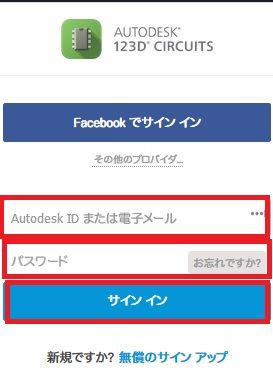 AUTODESK®
123D® CIRCUITS
Facebook でサイン イン
その他のプロバイダ...
Autodesk ID または電子メール
パスワード お忘れですか?
サイン イン
新規ですか? 無償のサイン アップ